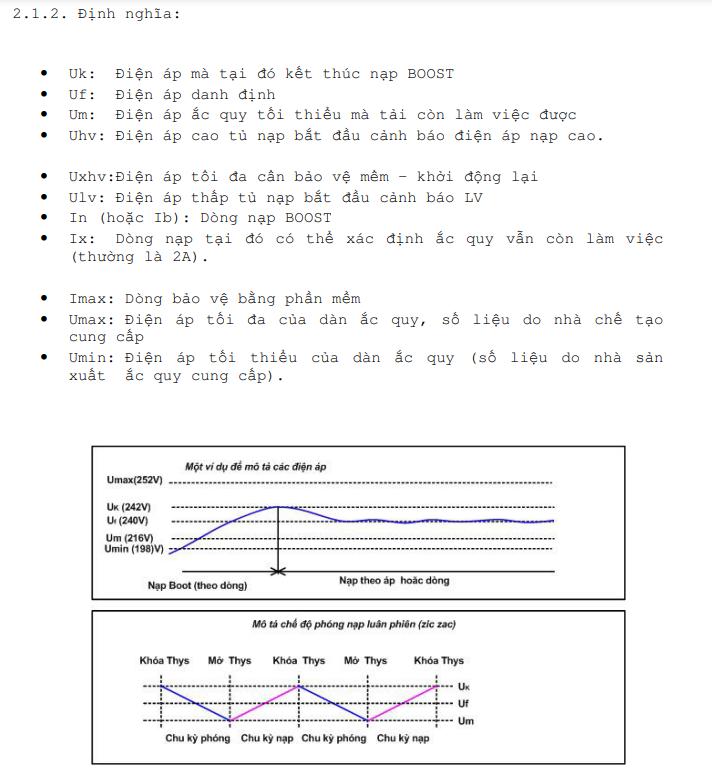 2.1.2. Định nghĩa:
• Uk: Điện áp mà tại đó kết thúc nạp BOOST
• Uf: Điện áp danh định
• Um: Điện áp ắc quy tối thiểu mà tải còn làm việc được
• Uhv: Điện áp cao tủ nạp bắt đầu cảnh báo điện áp nạp cao.
• Uxhv:Điện áp tối đa cần bảo vệ mềm – khởi động lại
• Ulv: Điện áp thấp tủ nạp bắt đầu cảnh báo LV
• In (hoặc Ib): Dòng nạp BOOST
• Ix: Dòng nạp tại đó có thể xác định ắc quy vẫn còn làm việc
(thường là 2A).
• Imax: Dòng bảo vệ bằng phần mềm
• Umax: Điện áp tối đa của dàn ắc quy, số liệu do nhà chế tạo
cung cấp
• Umin: Điện áp tối thiểu của dàn ắc quy (số liệu do nhà sản
xuất ắc quy cung cấp).
Một ví dụ để mô tả các điện áp
Umax(252V)
UK (242V)
Uf (240V)
Um (216V)
Umin (198)V)
Nạp Boot (theo dòng)
Nạp theo áp hoặc dòng
Mô tả chế độ phóng nạp luân phiên (zic zac)
Khóa Thys Mở Thys Khóa Thys Mở Thys Khóa Thys
UK
Uf
Um
Chu kỳ phóng Chu kỳ nạp Chu kỳ phóng Chu kỳ nạp